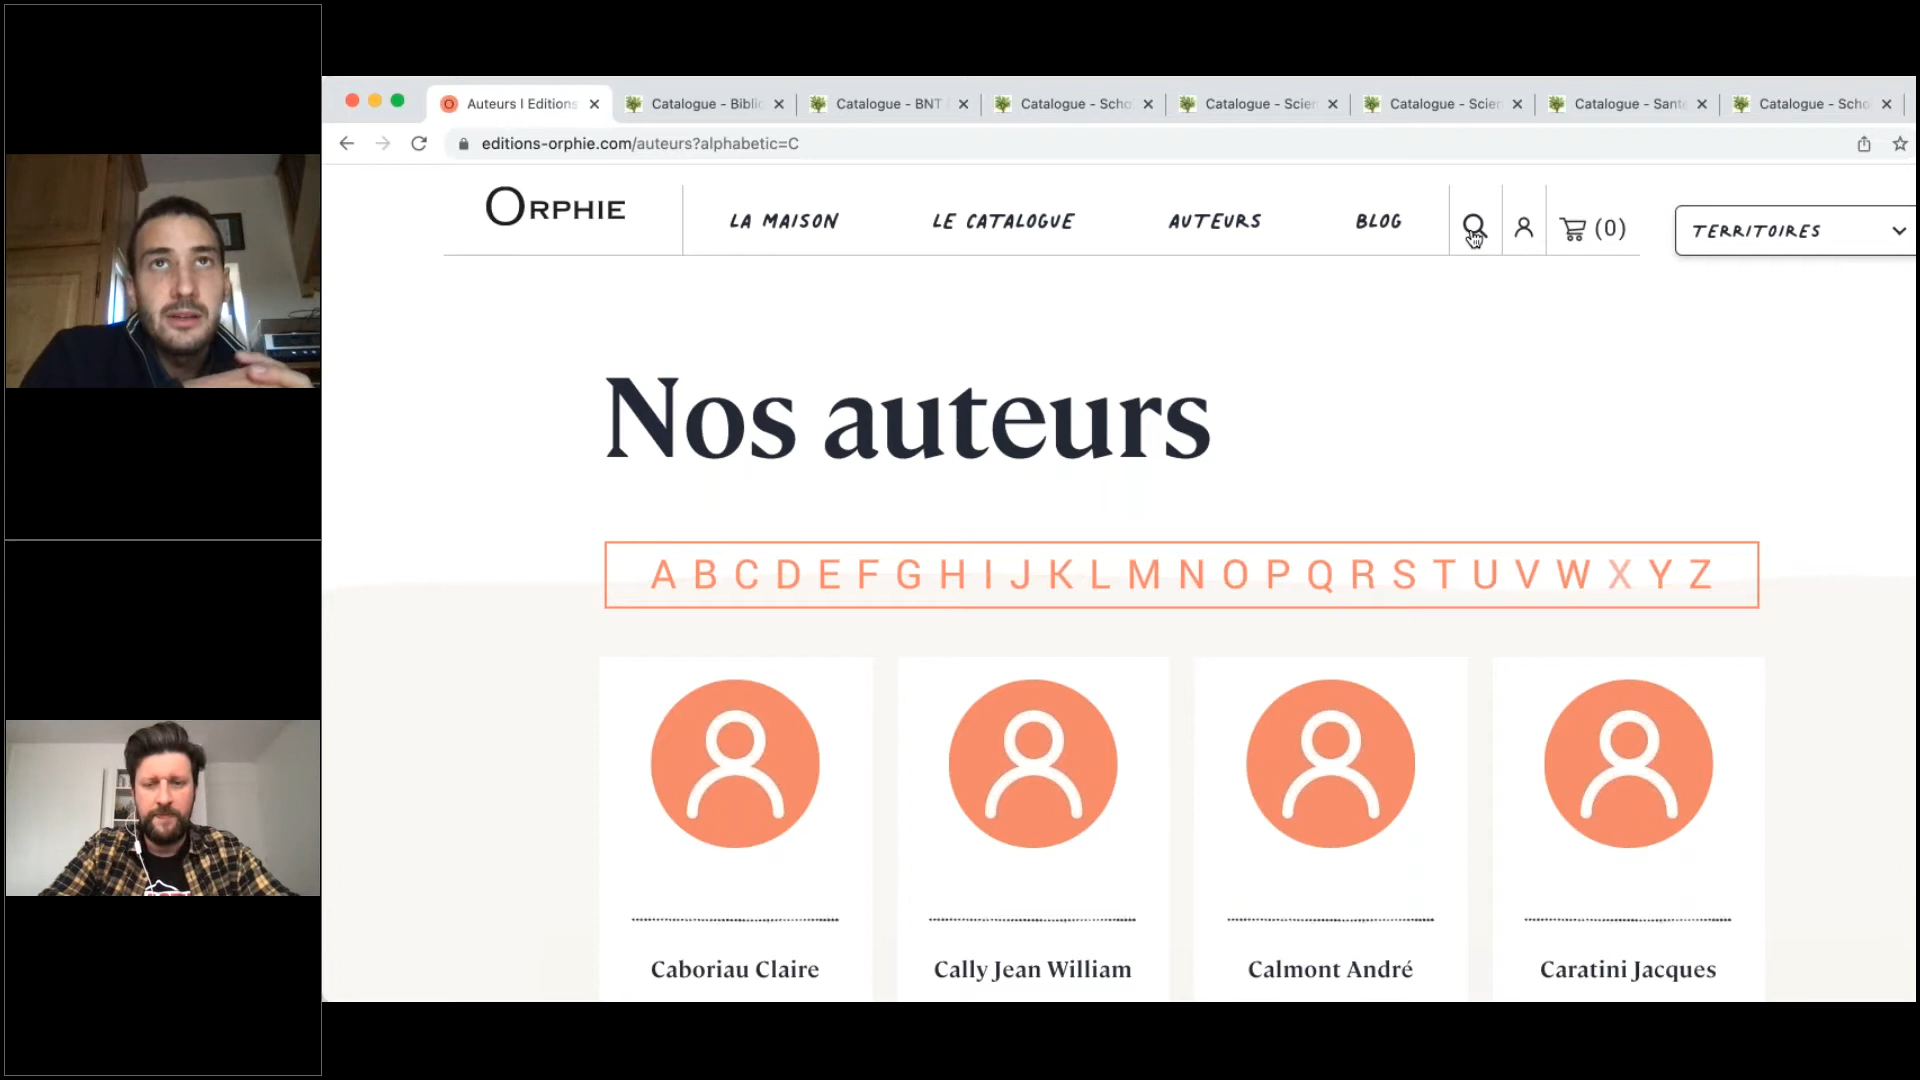 Auteurs I Editions
Catalogue - Biblio
Catalogue - BNT
Catalogue - Scho
Catalogue - Scien
Catalogue - Scien
Catalogue - Sant
Catalogue - Scho
editions-orphie.com/auteurs?alphabetic=C
ORPHIE
LA MAISON
LE CATALOGUE
AUTEURS
BLOG
(0)
TERRITOIRES
Nos auteurs
A B C D E F G H I J K L M N O P Q R S T U V W X Y Z
Caboriau Claire
Cally Jean William
Calmont André
Caratini Jacques